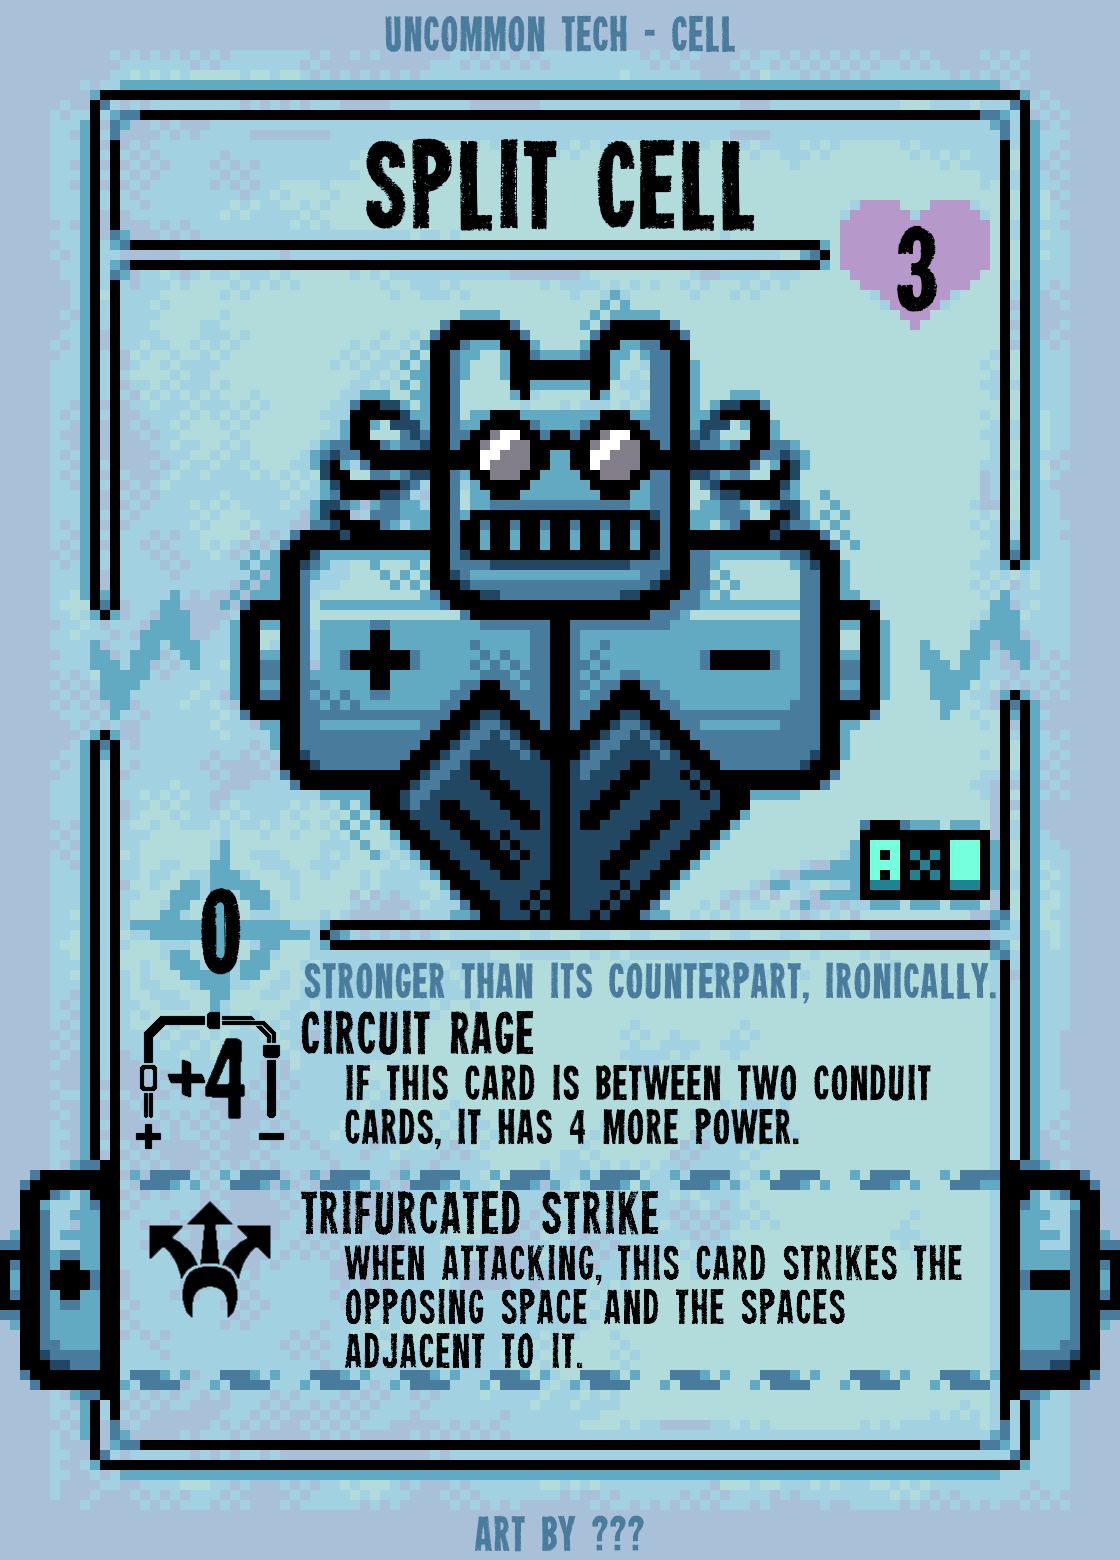 UNCOMMON TECH - CELL
SPLIT CELL
3
+ -
A
0
STRONGER THAN ITS COUNTERPART, IRONICALLY.
CIRCUIT RAGE
+4
+ -
IF THIS CARD IS BETWEEN TWO CONDUIT
CARDS, IT HAS 4 MORE POWER.
TRIFURCATED STRIKE
WHEN ATTACKING, THIS CARD STRIKES THE
OPPOSING SPACE AND THE SPACES
ADJACENT TO IT.
+ -
ART BY ???